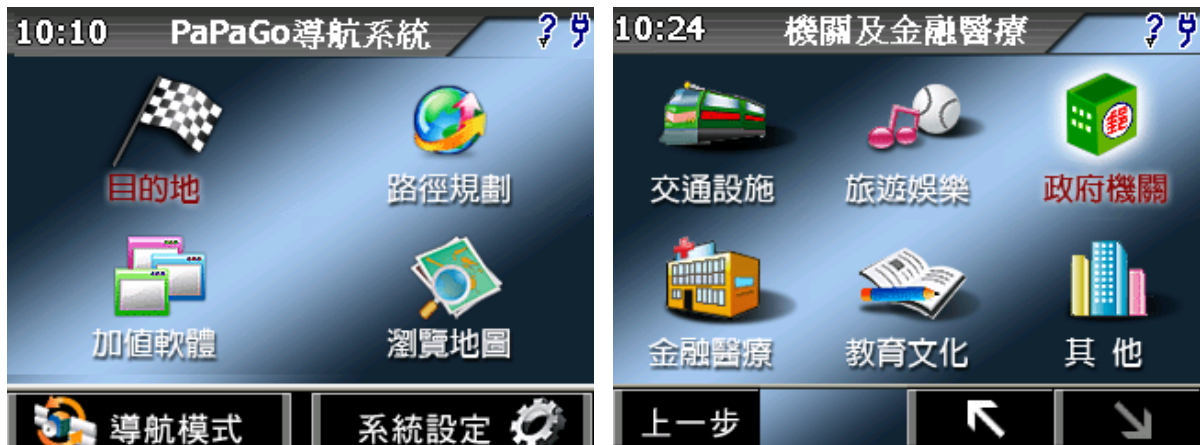 10:10 PaPaGo導航系統
目的地 路徑規劃
加值軟體 瀏覽地圖
導航模式 系統設定
10:24 機關及金融醫療
交通設施 旅遊娛樂 政府機關
郵
金融醫療 教育文化 其他
上一步